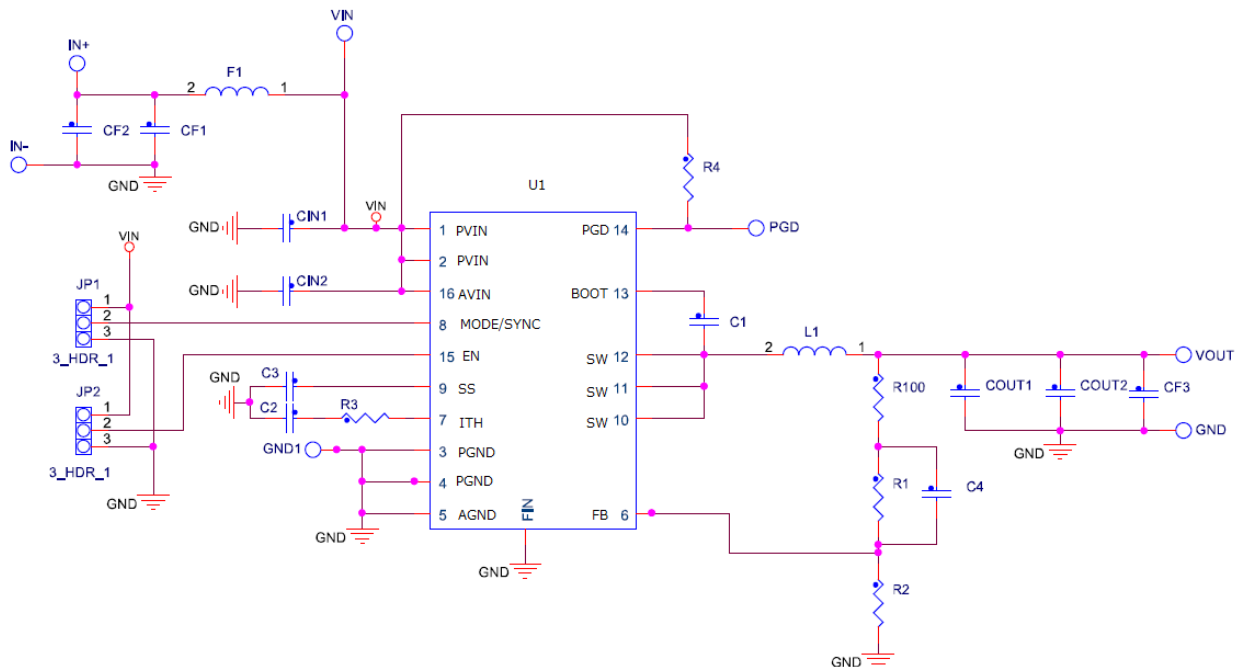 VIN
IN+
F1
2 1
CF2
CF1
IN-
GND
R4
U1
VIN
GND
CIN1
1 PVIN
PGD 14
PGD
VIN
2 PVIN
JP1
GND
CIN2
16 AVIN
BOOT 13
1
2
3
8 MODE/SYNC
C1
3_HDR_1
L1
2 1
15 EN
SW 12
VOUT
GND
C3
9 SS
SW 11
R100
COUT1
COUT2
CF3
JP2
1
2
3
C2
R3
7 ITH
SW 10
GND
GND
GND1
3 PGND
3_HDR_1
4 PGND
R1
C4
GND
5 AGND
FIN
FB 6
GND
GND
R2
GND